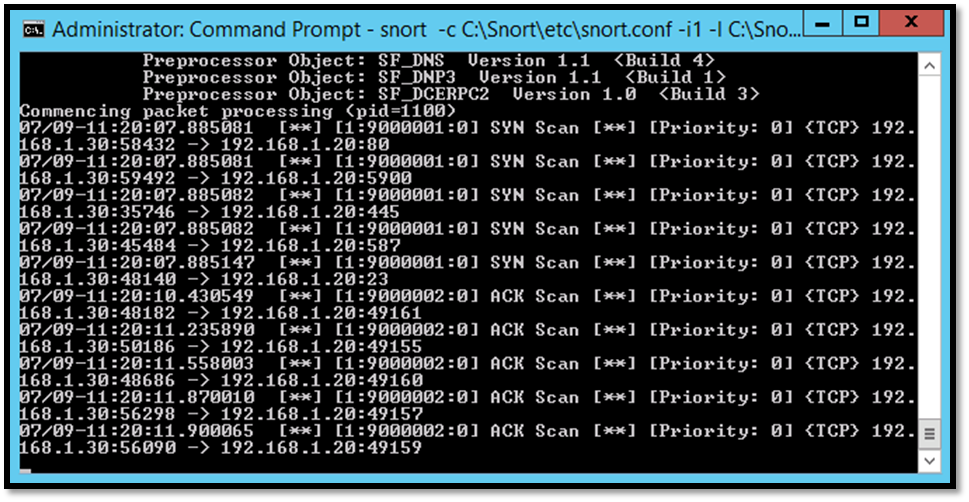 Administrator: Command Prompt - snort  -c C:\Snort\etc\snort.conf -i1 -l C:\Sno...
Preprocessor Object: SF_DNS  Version 1.1  <Build 4>
Preprocessor Object: SF_DNP3  Version 1.1  <Build 1>
Preprocessor Object: SF_DCERPC2  Version 1.0  <Build 3>
Commencing packet processing (pid=1100)
07/09-11:20:07.885081  [**] [1:9000001:0] SYN Scan [**] [Priority: 0] {TCP} 192.
168.1.30:58432 -> 192.168.1.20:80
07/09-11:20:07.885081  [**] [1:9000001:0] SYN Scan [**] [Priority: 0] {TCP} 192.
168.1.30:59492 -> 192.168.1.20:5900
07/09-11:20:07.885082  [**] [1:9000001:0] SYN Scan [**] [Priority: 0] {TCP} 192.
168.1.30:35746 -> 192.168.1.20:445
07/09-11:20:07.885082  [**] [1:9000001:0] SYN Scan [**] [Priority: 0] {TCP} 192.
168.1.30:45484 -> 192.168.1.20:587
07/09-11:20:07.885147  [**] [1:9000001:0] SYN Scan [**] [Priority: 0] {TCP} 192.
168.1.30:48140 -> 192.168.1.20:23
07/09-11:20:10.430549  [**] [1:9000002:0] ACK Scan [**] [Priority: 0] {TCP} 192.
168.1.30:48182 -> 192.168.1.20:49161
07/09-11:20:11.235890  [**] [1:9000002:0] ACK Scan [**] [Priority: 0] {TCP} 192.
168.1.30:50186 -> 192.168.1.20:49155
07/09-11:20:11.558003  [**] [1:9000002:0] ACK Scan [**] [Priority: 0] {TCP} 192.
168.1.30:48686 -> 192.168.1.20:49160
07/09-11:20:11.870010  [**] [1:9000002:0] ACK Scan [**] [Priority: 0] {TCP} 192.
168.1.30:56298 -> 192.168.1.20:49157
07/09-11:20:11.900065  [**] [1:9000002:0] ACK Scan [**] [Priority: 0] {TCP} 192.
168.1.30:56090 -> 192.168.1.20:49159